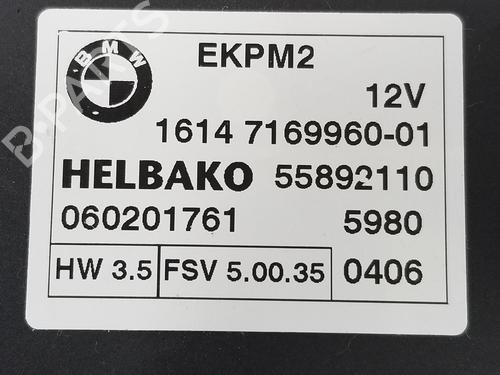 BMW
EKPM2
12V
1614 7169960-01
HELBAKO 55892110
060201761 5980
HW 3.5 FSV 5.00.35 0406
B-PARTS